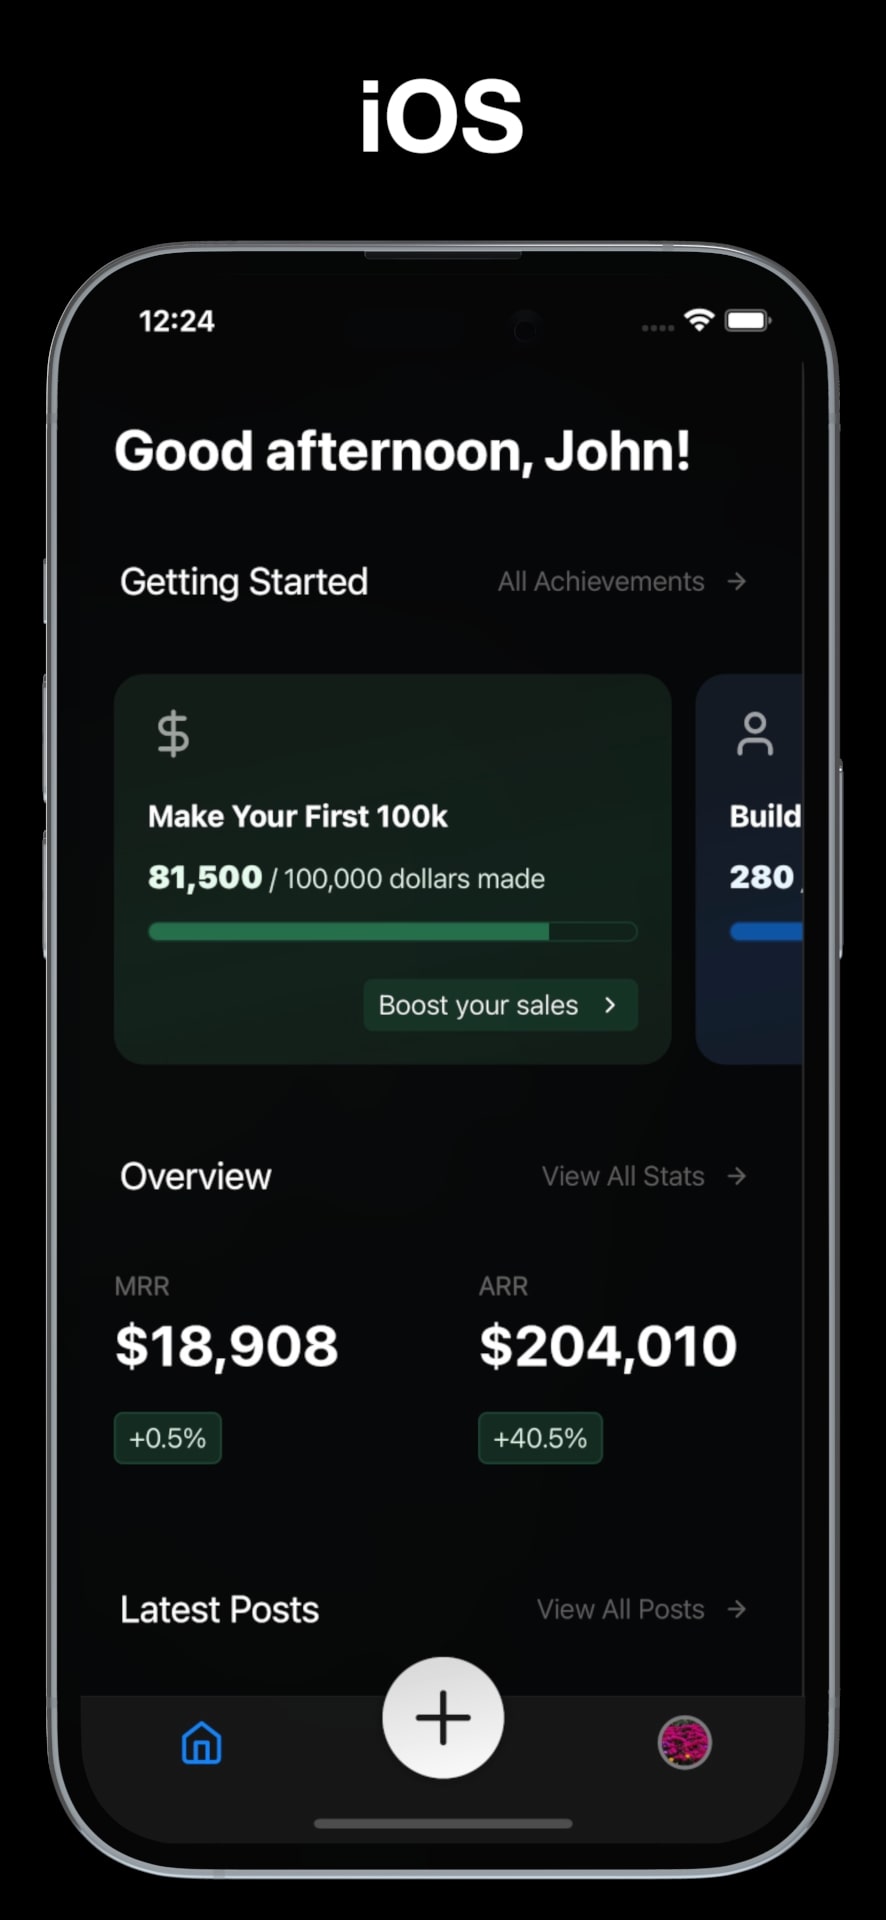 iOS
12:24
Good afternoon, John!
Getting Started
All Achievements
Make Your First 100k
81,500 / 100,000 dollars made
Boost your sales
Build
280
Overview
View All Stats
MRR
$18,908
+0.5%
ARR
$204,010
+40.5%
Latest Posts
View All Posts